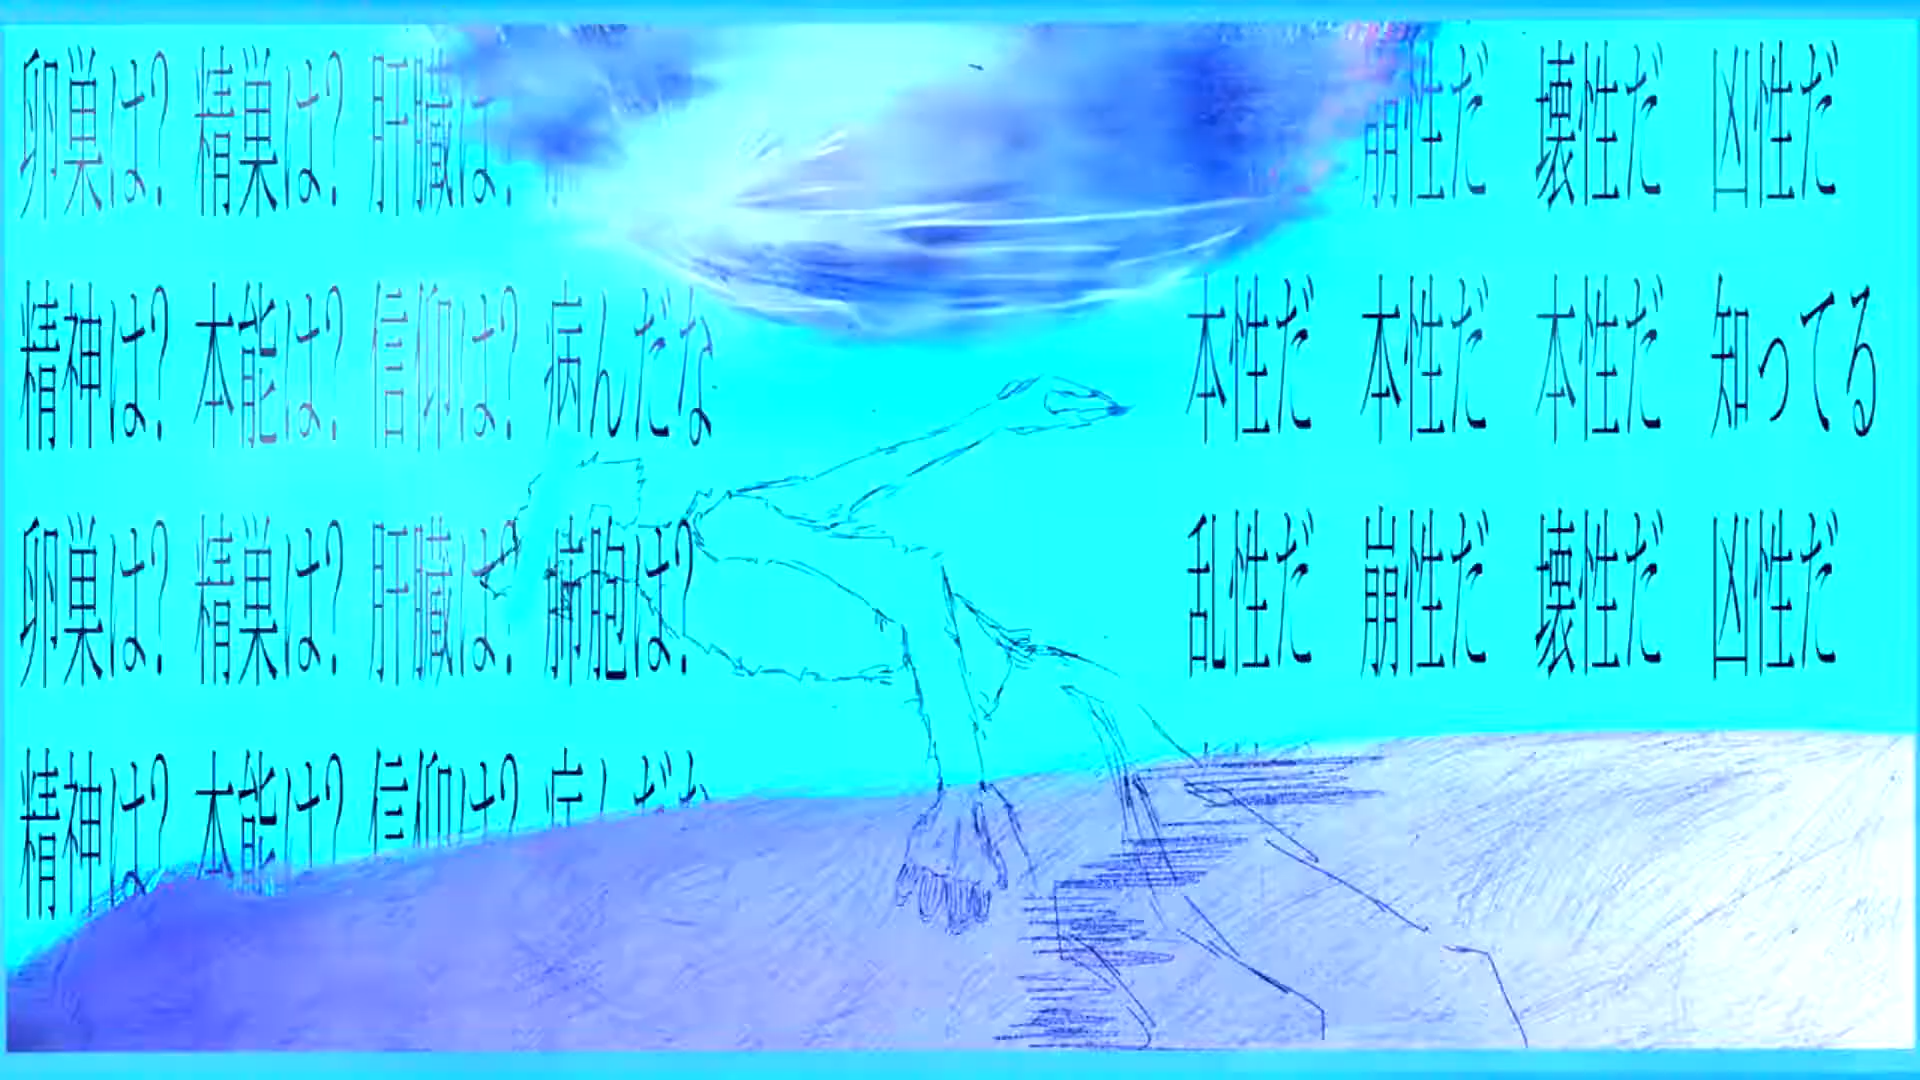 卵巣は? 精巣は? 肝臓は? 崩性だ 壊性だ 凶性だ
精神は? 本能は? 信仰は? 病んだな 本性だ 本性だ 本性だ 知ってる
卵巣は? 精巣は? 肝臓は? 肺胞は? 乱性だ 崩性だ 壊性だ 凶性だ
精神は? 本能は? 信仰は? 病んだな